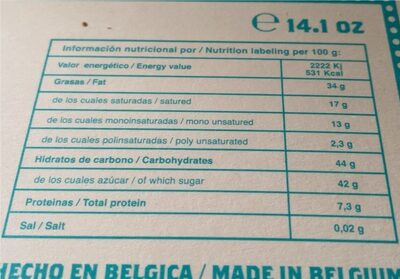 ℮ 14.1 OZ
Información nutricional por / Nutrition labeling per 100 g:
Valor energético / Energy value 2222 Kj
531 Kcal
Grasas / Fat 34 g
de los cuales saturadas / satured 17 g
de los cuales monoinsaturadas / mono unsatured 13 g
de los cuales polinsaturadas / poly unsaturated 2,3 g
Hidratos de carbono / Carbohydrates 44 g
de los cuales azúcar / of which sugar 42 g
Proteinas / Total protein 7,3 g
Sal / Salt 0,02 g
HECHO EN BELGICA / MADE IN BELGIUM